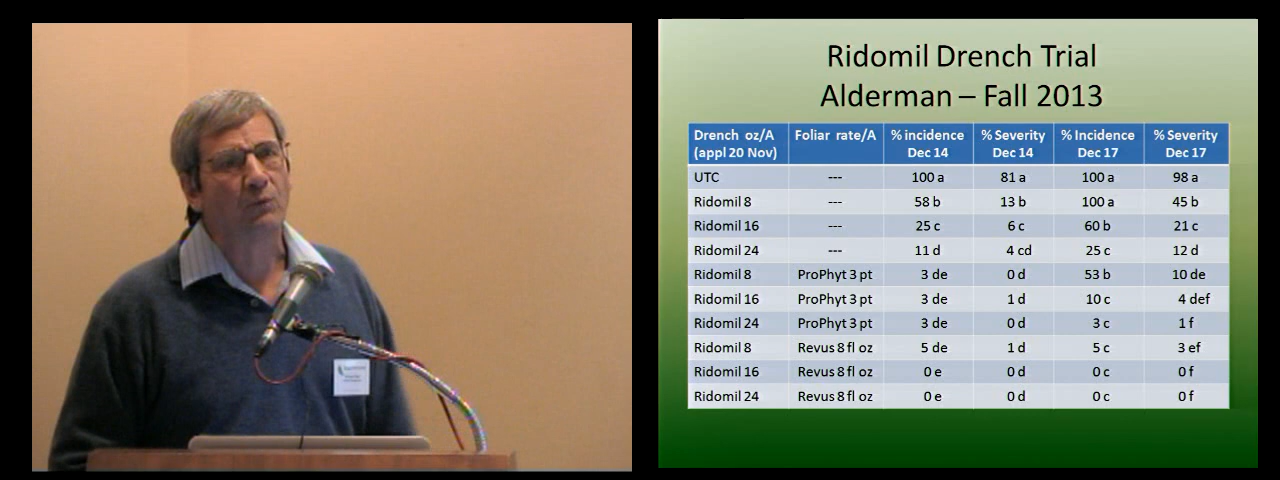 Ridomil Drench Trial
Alderman – Fall 2013
Drench oz/A (appl 20 Nov) Foliar rate/A % incidence Dec 14 % Severity Dec 14 % Incidence Dec 17 % Severity Dec 17
UTC --- 100 a 81 a 100 a 98 a
Ridomil 8 --- 58 b 13 b 100 a 45 b
Ridomil 16 --- 25 c 6 c 60 b 21 c
Ridomil 24 --- 11 d 4 cd 25 c 12 d
Ridomil 8 ProPhyt 3 pt 3 de 0 d 53 b 10 de
Ridomil 16 ProPhyt 3 pt 3 de 1 d 10 c 4 def
Ridomil 24 ProPhyt 3 pt 3 de 0 d 3 c 1 f
Ridomil 8 Revus 8 fl oz 5 de 1 d 5 c 3 ef
Ridomil 16 Revus 8 fl oz 0 e 0 d 0 c 0 f
Ridomil 24 Revus 8 fl oz 0 e 0 d 0 c 0 f